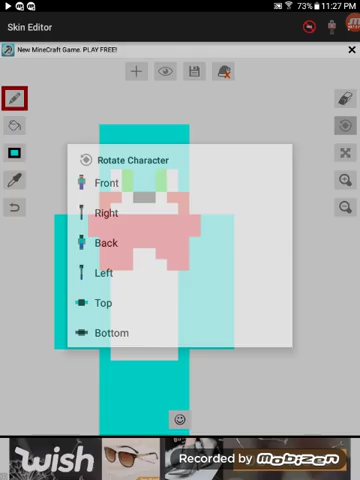 73% 11:27 PM
Skin Editor
New MineCraft Game. PLAY FREE!
Rotate Character
Front
Right
Back
Left
Top
Bottom
wish
Recorded by Mobizen